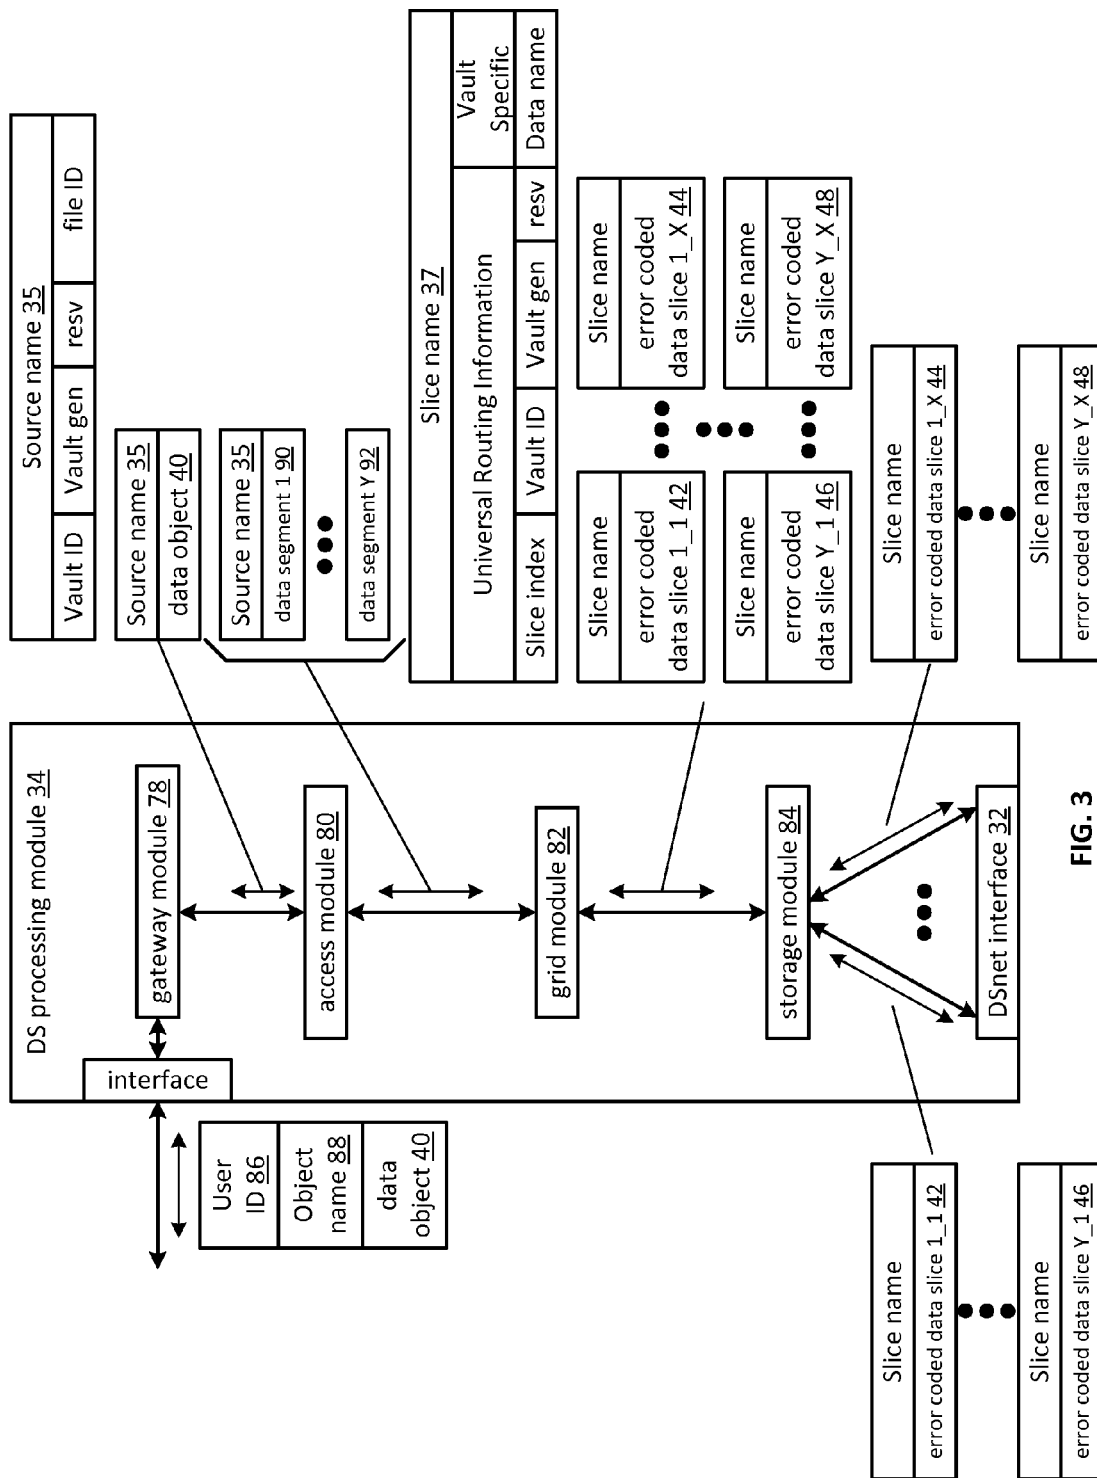 DS processing module 34
interface
gateway module 78
access module 80
grid module 82
storage module 84
DSnet interface 32
User
ID 86
Object
name 88
data
object 40
Source name 35
Vault ID
Vault gen
resv
file ID
Source name 35
data object 40
Source name 35
data segment 1 90
data segment Y 92
Slice name 37
Universal Routing Information
Vault
Specific
Slice index
Vault ID
Vault gen
resv
Data name
Slice name
error coded
data slice 1_1 42
Slice name
error coded
data slice 1_X 44
Slice name
error coded
data slice Y_1 46
Slice name
error coded
data slice Y_X 48
Slice name
error coded data slice 1_1 42
Slice name
error coded data slice Y_1 46
Slice name
error coded data slice 1_X 44
Slice name
error coded data slice Y_X 48
FIG. 3